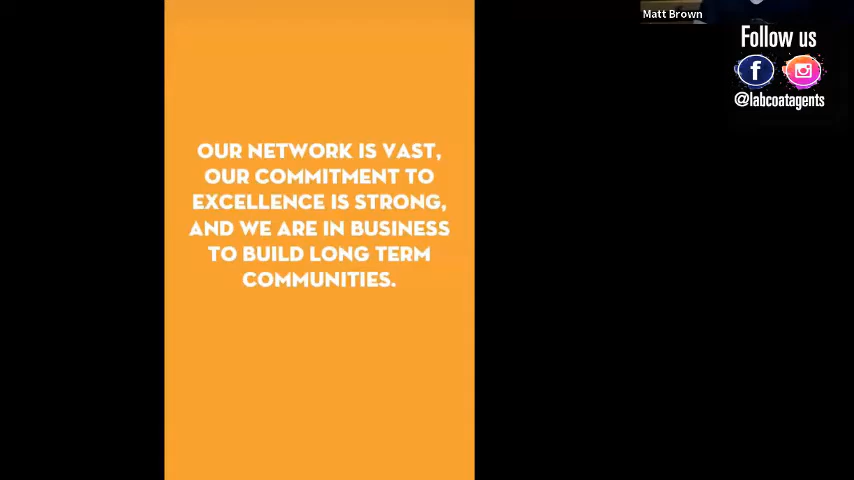 Matt Brown
Follow us
@labcoatagents
OUR NETWORK IS VAST,
OUR COMMITMENT TO
EXCELLENCE IS STRONG,
AND WE ARE IN BUSINESS
TO BUILD LONG TERM
COMMUNITIES.